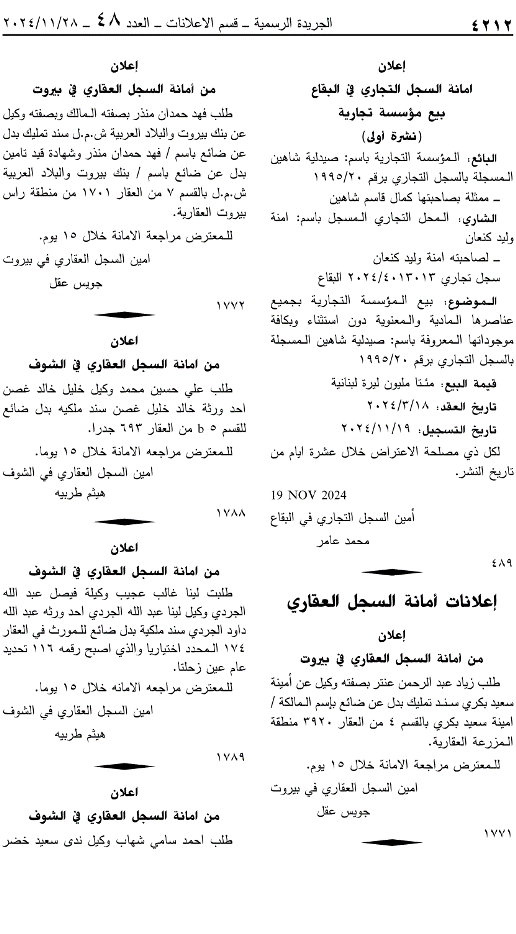 ٤٢١٢
الجريدة الرسمية – قسم الاعلانات – العدد ٤٨ – ٢٠٢٤/١١/٢٨
إعلان
امانة السجل التجاري في البقاع
بيع مؤسسة تجارية
(نشرة أولى)
البائع: المؤسسة التجارية باسم: صيدلية شاهين
المسجلة بالسجل التجاري برقم ١٩٩٥/٢٠
– ممثلة بصاحبتها كمال قاسم شاهين
الشاري: المحل التجاري المسجل باسم: امنة
وليد كنعان
– لصاحبته امنة وليد كنعان
سجل تجاري ٢٠٢٤/٤٠١٣٠١٣ البقاع
الموضوع: بيع المؤسسة التجارية بجميع
عناصرها المادية والمعنوية دون استثناء وبكافة
موجوداتها المعروفة باسم: صيدلية شاهين المسجلة
بالسجل التجاري برقم ١٩٩٥/٢٠
قيمة البيع: مئتا مليون ليرة لبنانية
تاريخ العقد: ٢٠٢٤/٣/١٨
تاريخ التسجيل: ٢٠٢٤/١١/١٩
لكل ذي مصلحة الاعتراض خلال عشرة ايام من
تاريخ النشر.
19 NOV 2024
أمين السجل التجاري في البقاع
محمد عامر
٤٨٩
إعلانات أمانة السجل العقاري
إعلان
من أمانة السجل العقاري في بيروت
طلب زياد عبد الرحمن عنتر بصفته وكيل عن أمينة
سعيد بكري سند تمليك بدل عن ضائع بإسم المالكة /
امينة سعيد بكري بالقسم ٤ من العقار ٣٩٢٠ منطقة
المزرعة العقارية.
للمعترض مراجعة الامانة خلال ١٥ يوم.
امين السجل العقاري في بيروت
جويس عقل
١٧٧١
إعلان
من أمانة السجل العقاري في بيروت
طلب فهد حمدان منذر بصفته المالك وبصفته وكيل
عن بنك بيروت والبلاد العربية ش.م.ل سند تمليك بدل
عن ضائع باسم / فهد حمدان منذر وشهادة قيد تامين
بدل عن ضائع باسم / بنك بيروت والبلاد العربية
ش.م.ل بالقسم ٧ من العقار ١٧٠١ من منطقة راس
بيروت العقارية.
للمعترض مراجعة الامانة خلال ١٥ يوم.
امين السجل العقاري في بيروت
جويس عقل
١٧٧٢
اعلان
من امانة السجل العقاري في الشوف
طلب علي حسين محمد وكيل خليل خالد غصن
احد ورثة خالد خليل غصن سند ملكيه بدل ضائع
للقسم ٥ b من العقار ٦٩٣ جدرا.
للمعترض مراجعه الامانة خلال ١٥ يوما.
امين السجل العقاري في الشوف
هيثم طربيه
١٧٨٨
اعلان
من امانة السجل العقاري في الشوف
طلبت لينا غالب عجيب وكيلة فيصل عبد الله
الجردي وكيل لينا عبد الله الجردي احد ورثه عبد الله
داود الجردي سند ملكية بدل ضائع للمورث في العقار
١٧٤ المحدد اختياريا والذي اصبح رقمه ١١٦ تحديد
عام عين زحلتا.
للمعترض مراجعه الامانه خلال ١٥ يوما.
امين السجل العقاري في الشوف
هيثم طربيه
١٧٨٩
اعلان
من امانة السجل العقاري في الشوف
طلب احمد سامي شهاب وكيل ندى سعيد خضر